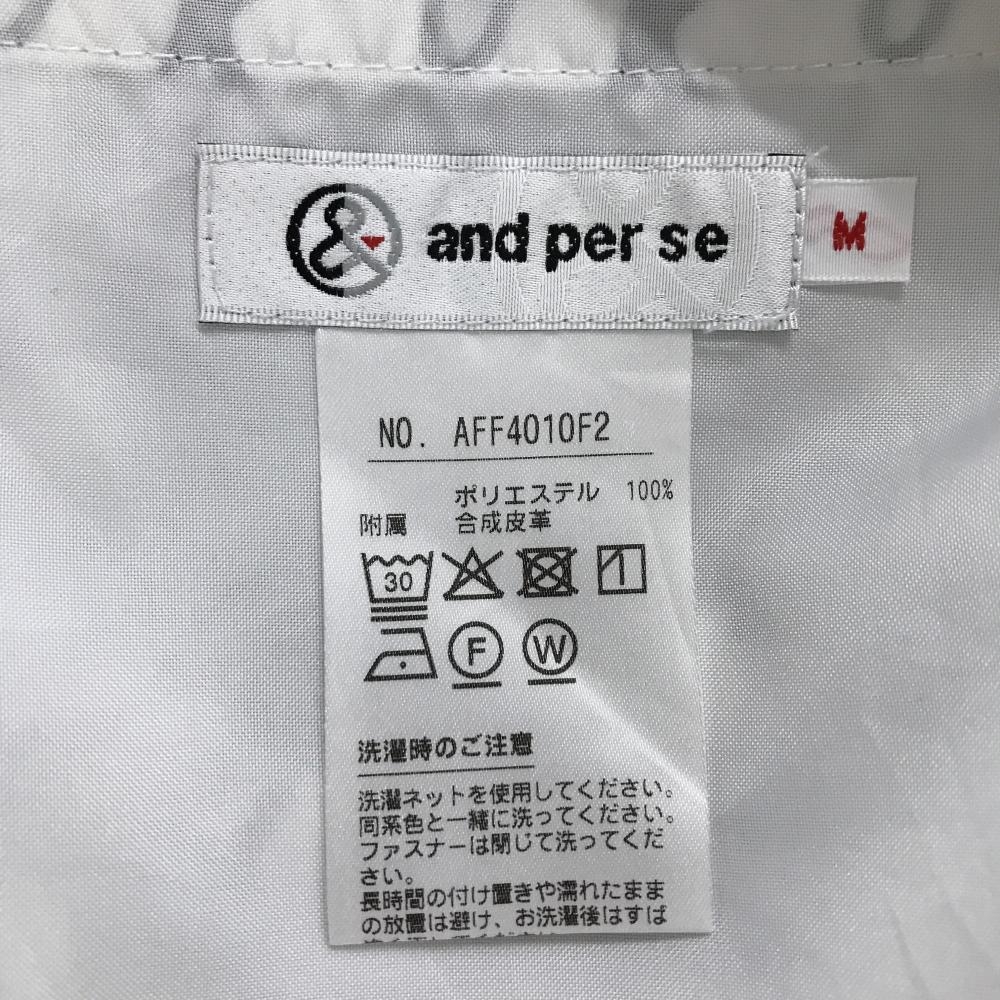 and per se
M
NO. AFF4010F2
ポリエステル 100%
附属 合成皮革
30
F W
洗濯時のご注意
洗濯ネットを使用してください。
同系色と一緒に洗ってください。
ファスナーは閉じて洗ってくだ
さい。
長時間の付け置きや濡れたまま
の放置は避け、お洗濯後はすば